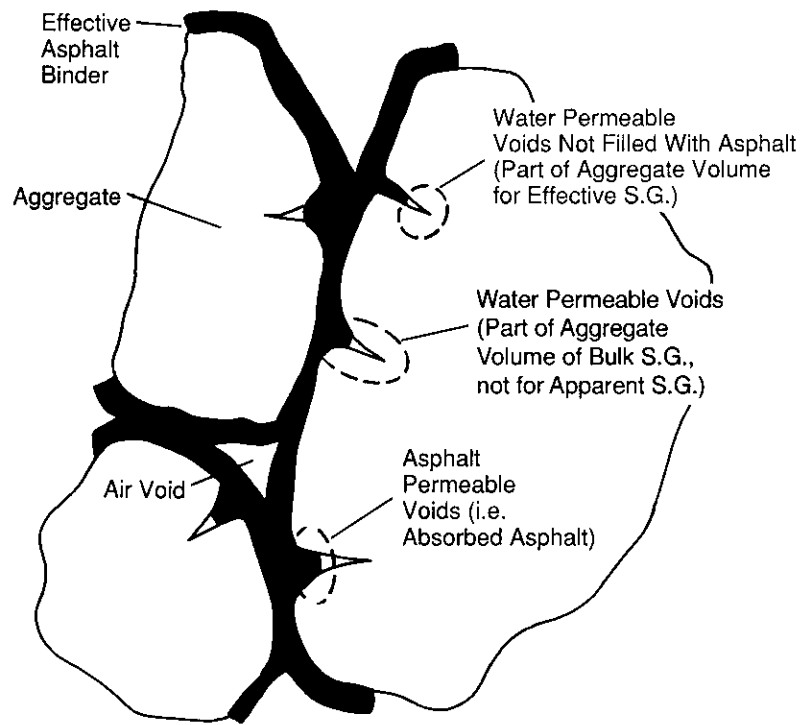 Effective
Asphalt
Binder
Water Permeable
Voids Not Filled With Asphalt
(Part of Aggregate Volume
for Effective S.G.)
Aggregate
Water Permeable Voids
(Part of Aggregate
Volume of Bulk S.G.,
not for Apparent S.G.)
Asphalt
Permeable
Voids (i.e.
Absorbed Asphalt)
Air Void